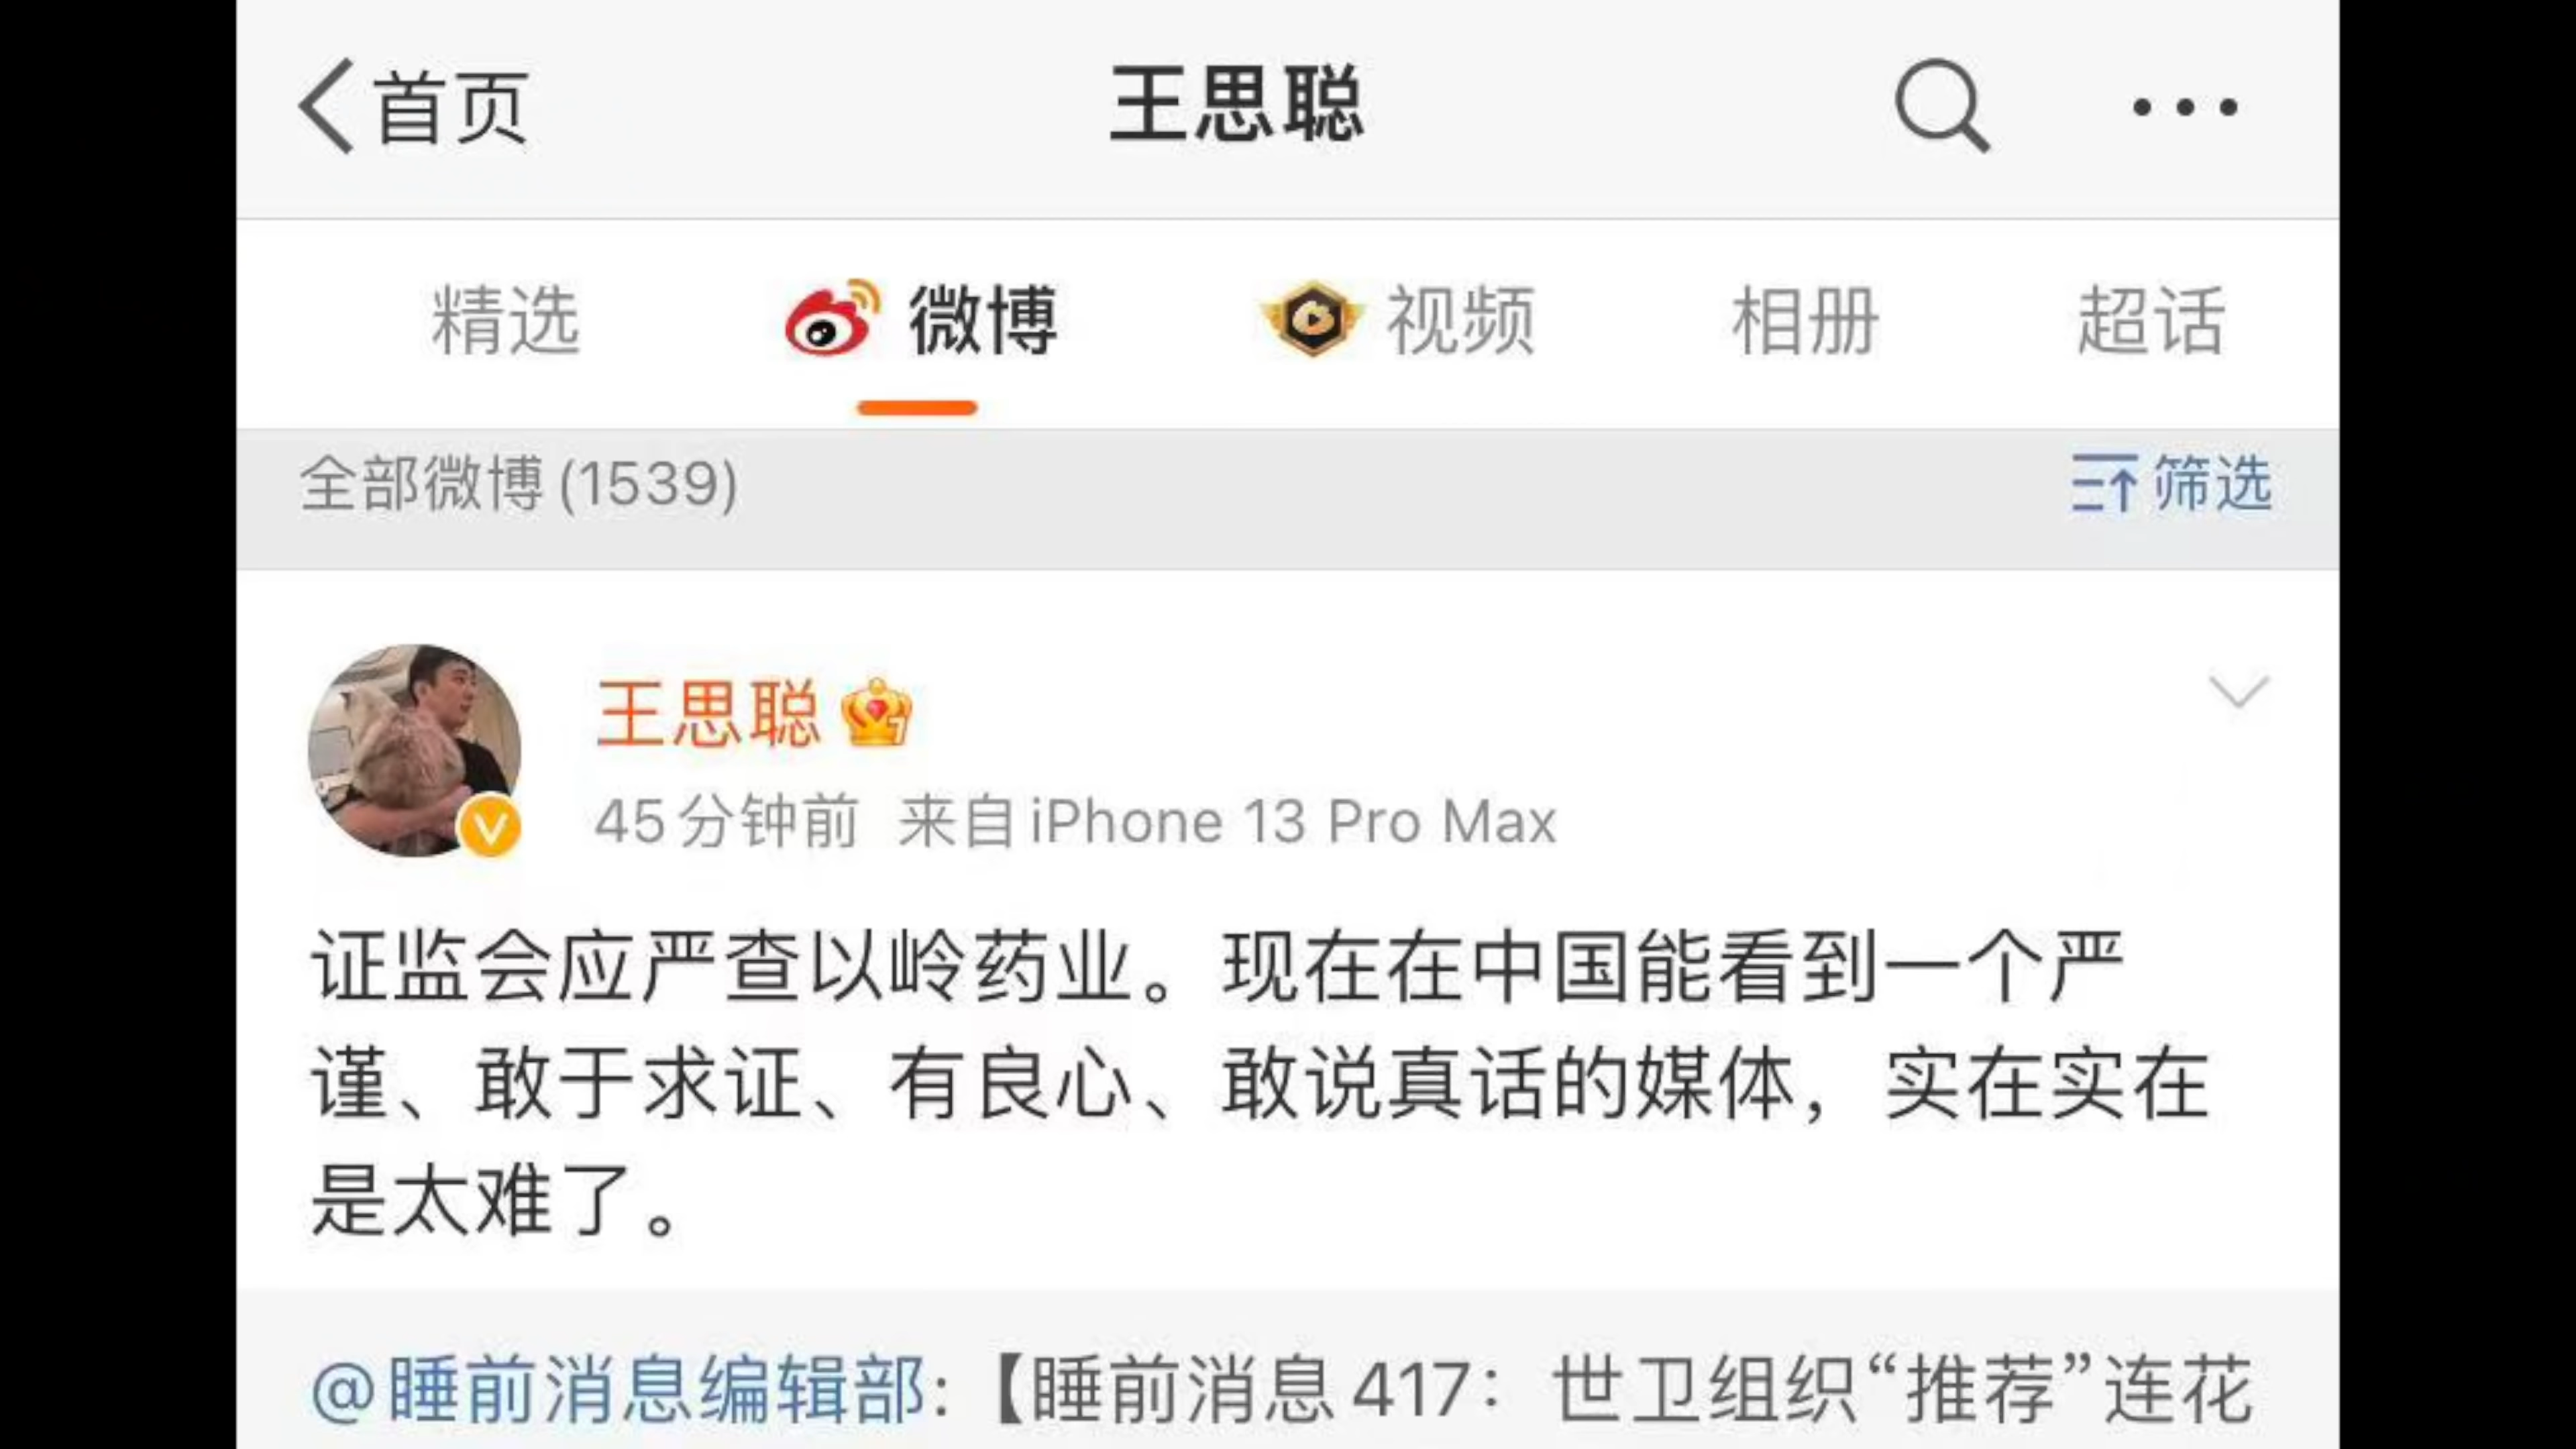 首页 王思聪
精选 微博 视频 相册 超话
全部微博(1539) 筛选
王思聪
45分钟前 来自iPhone 13 Pro Max
证监会应严查以岭药业。现在在中国能看到一个严
谨、敢于求证、有良心、敢说真话的媒体，实在实在
是太难了。
@睡前消息编辑部:【睡前消息417：世卫组织“推荐”连花